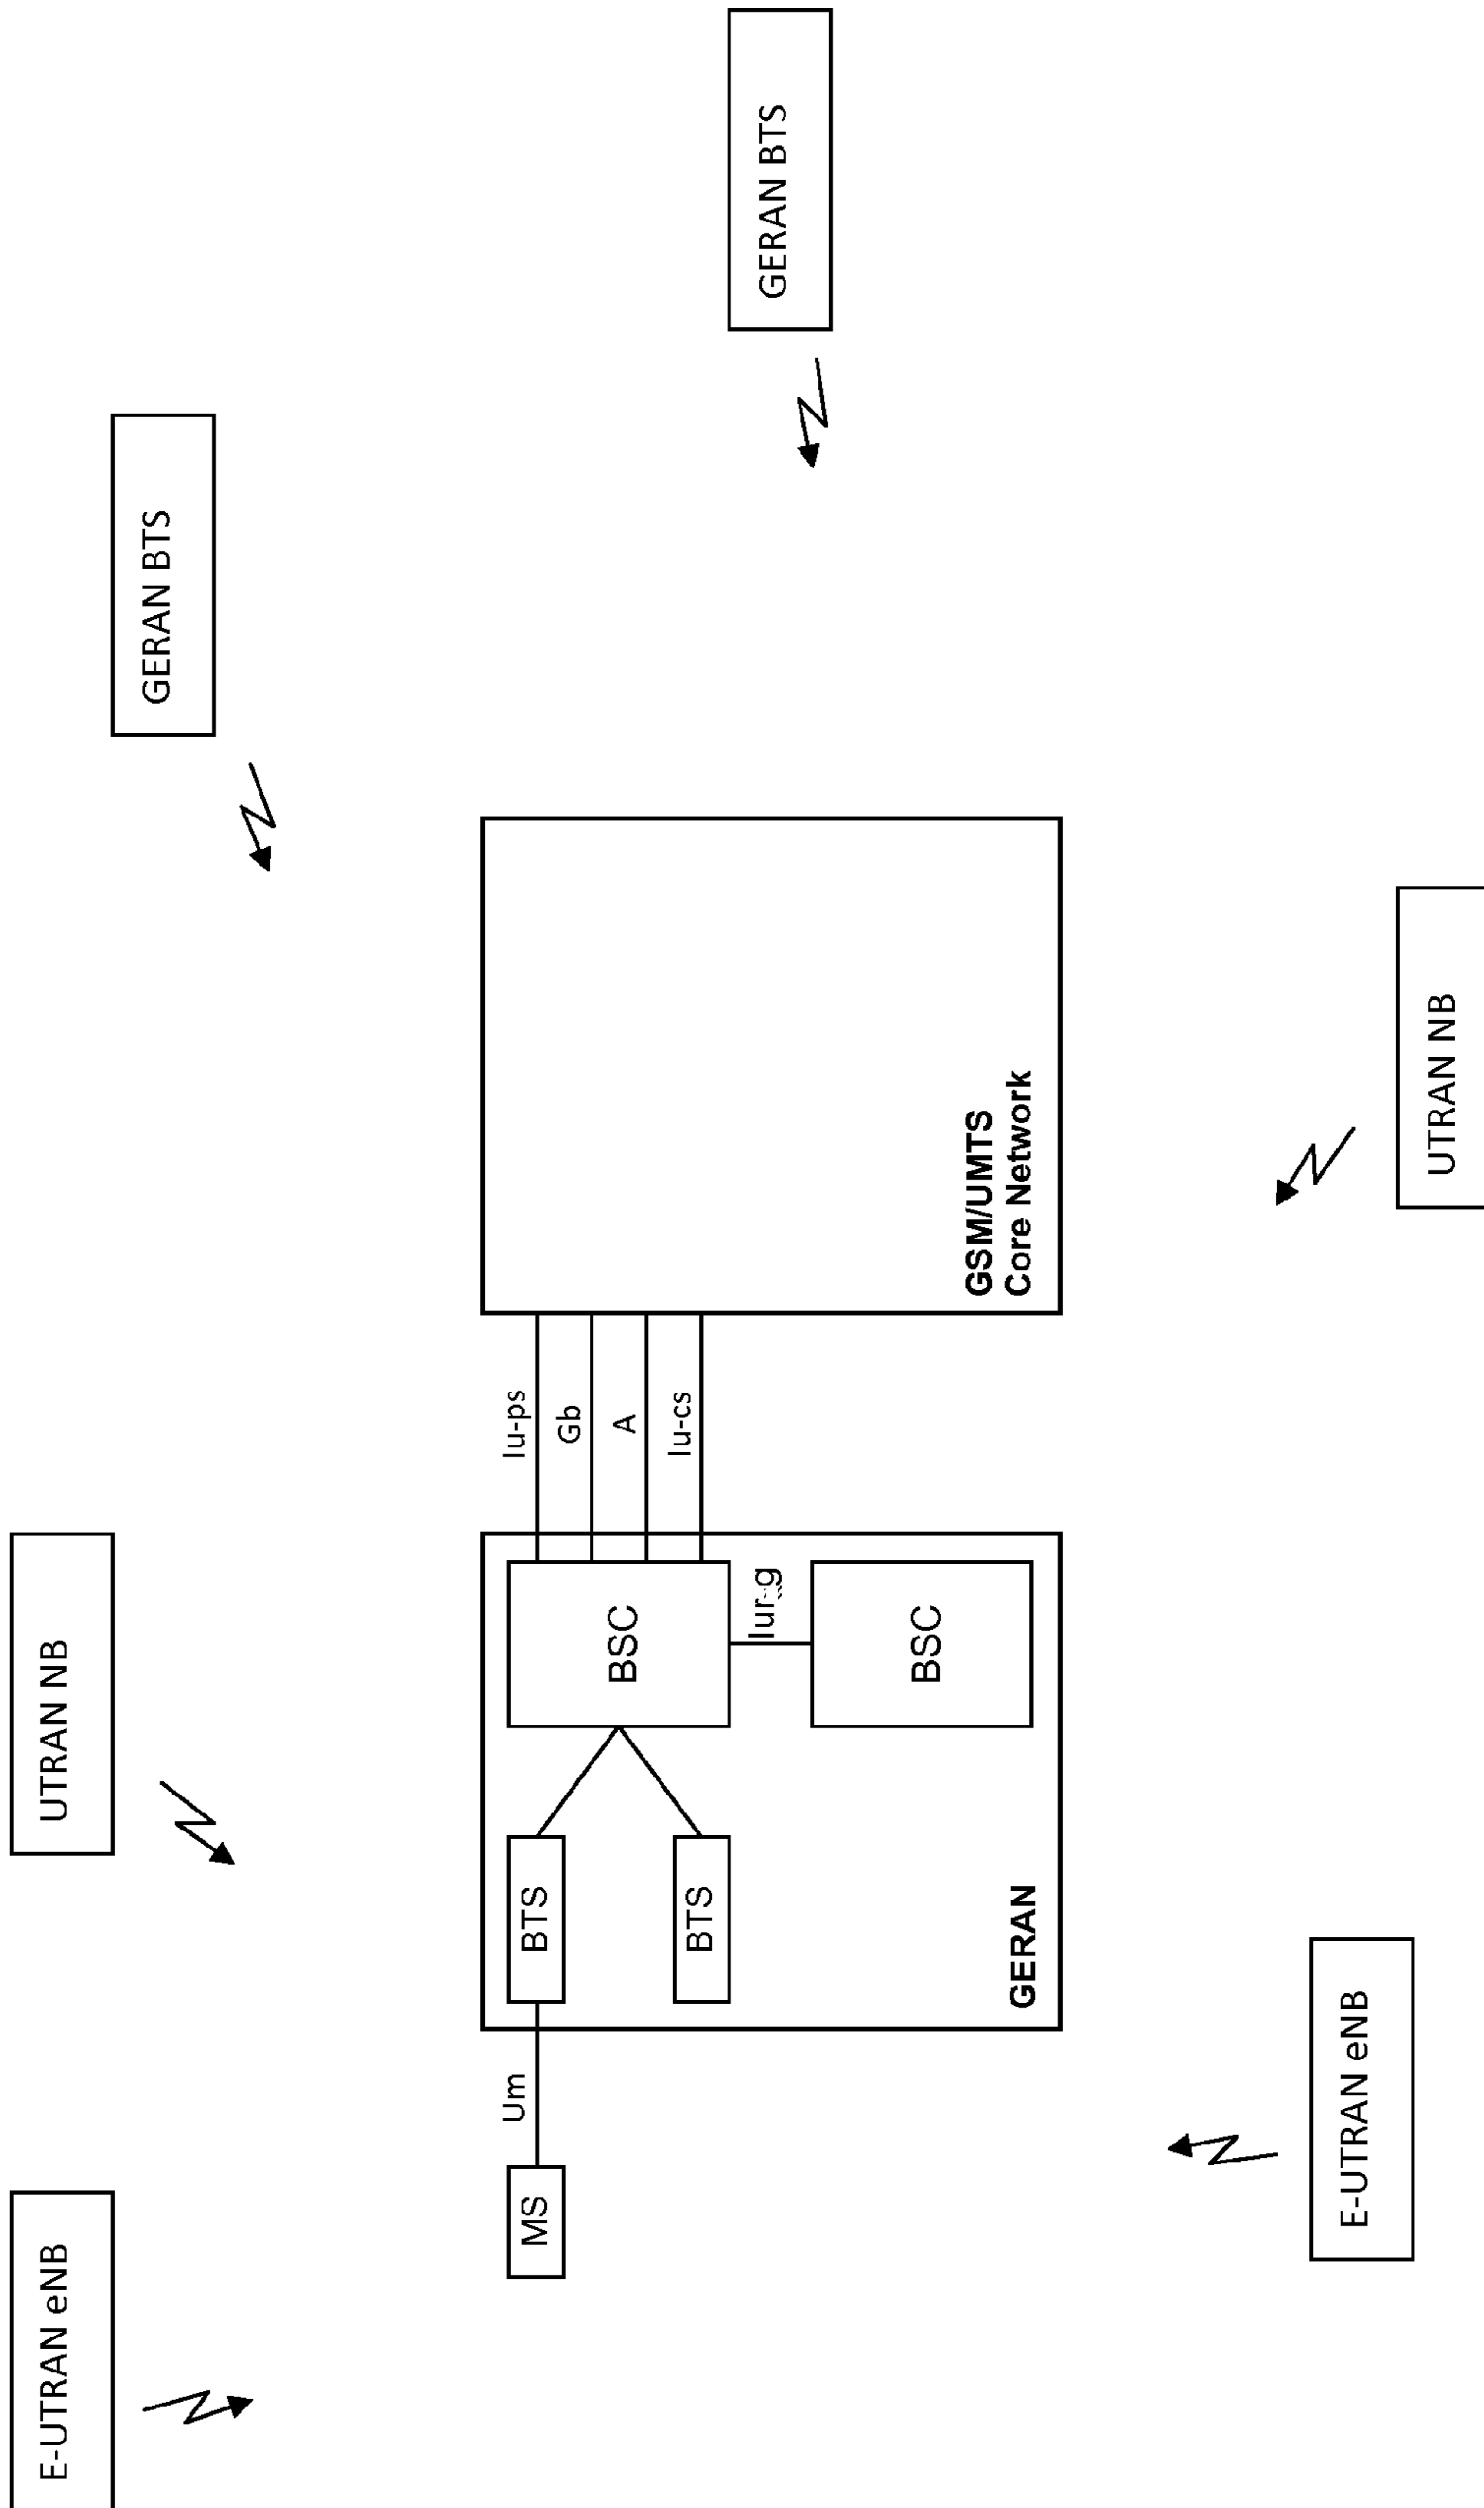 E-UTRAN eNB
UTRAN NB
GERAN BTS
Um
Iu-ps
MS
BTS
Gb
BSC
A
Iu-cs
BTS
Iur-g
GERAN BTS
BSC
GSM/UMTS
Core Network
GERAN
E-UTRAN eNB
UTRAN NB